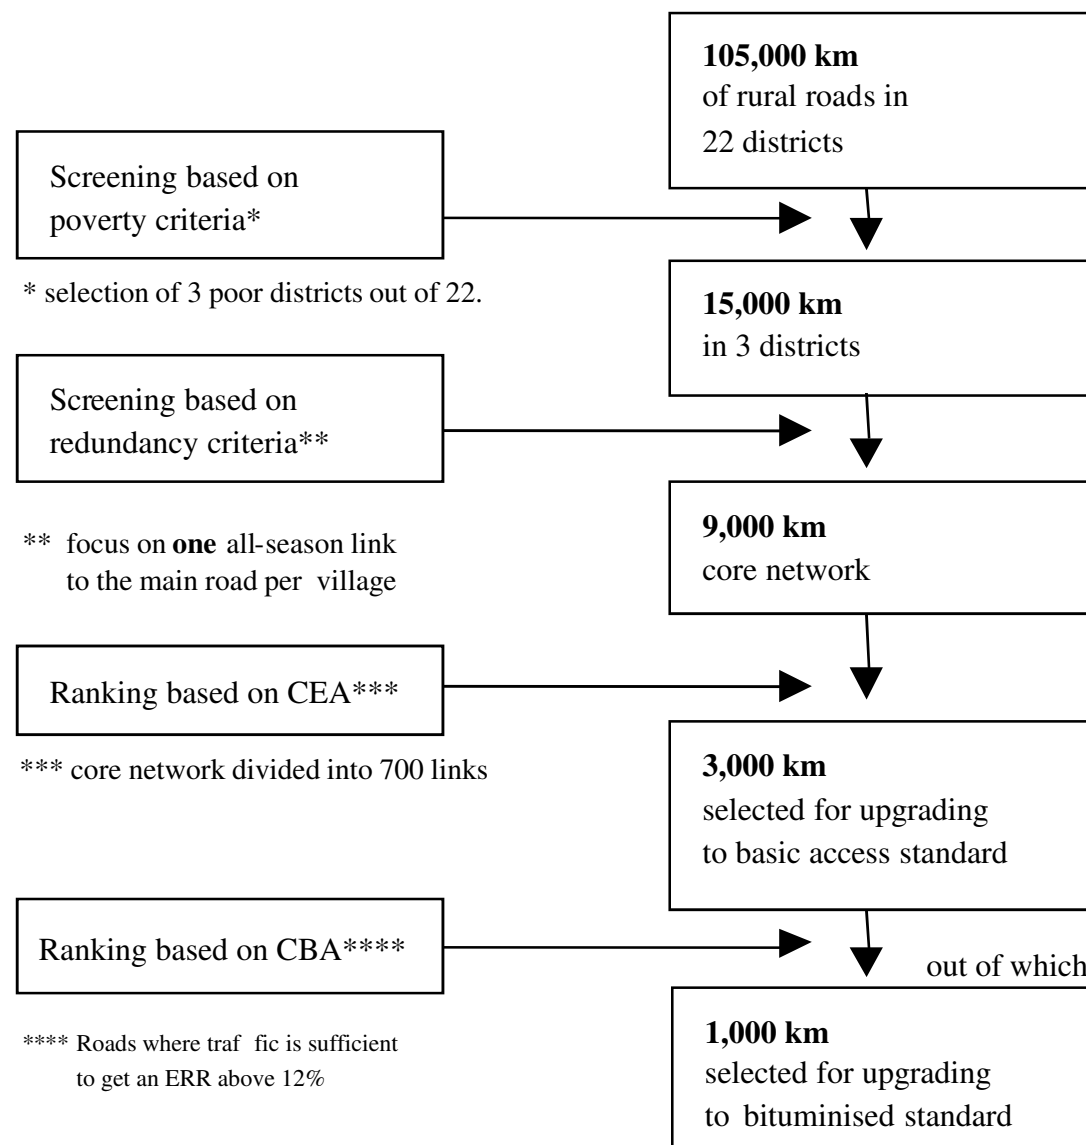 105,000 km
of rural roads in
22 districts
Screening based on
poverty criteria*
* selection of 3 poor districts out of 22.
15,000 km
in 3 districts
Screening based on
redundancy criteria**
** focus on one all-season link
to the main road per village
9,000 km
core network
Ranking based on CEA***
*** core network divided into 700 links
3,000 km
selected for upgrading
to basic access standard
Ranking based on CBA****
out of which
**** Roads where traf fic is sufficient
to get an ERR above 12%
1,000 km
selected for upgrading
to bituminised standard